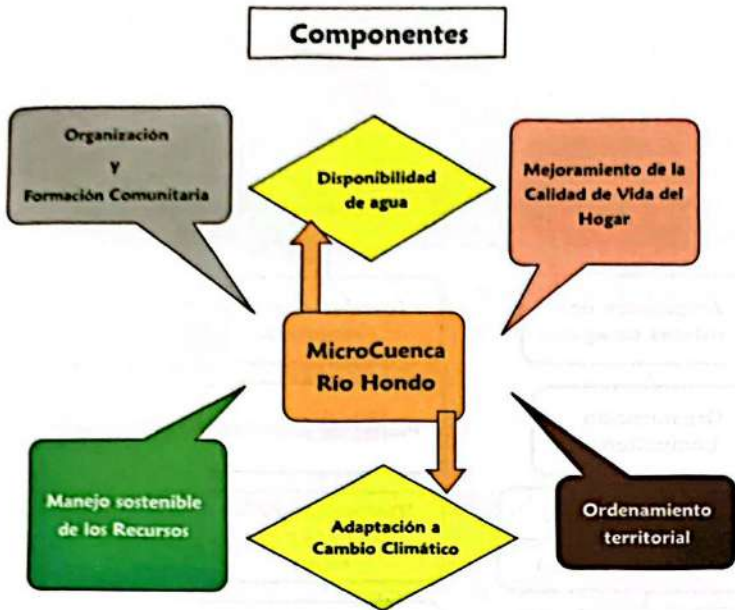 Componentes
Organización
Y
Formación Comunitaria
Disponibilidad
de agua
Mejoramiento de la
Calidad de Vida del
Hogar
MicroCuenca
Río Hondo
Manejo sostenible
de los Recursos
Adaptación a
Cambio Climático
Ordenamiento
territorial